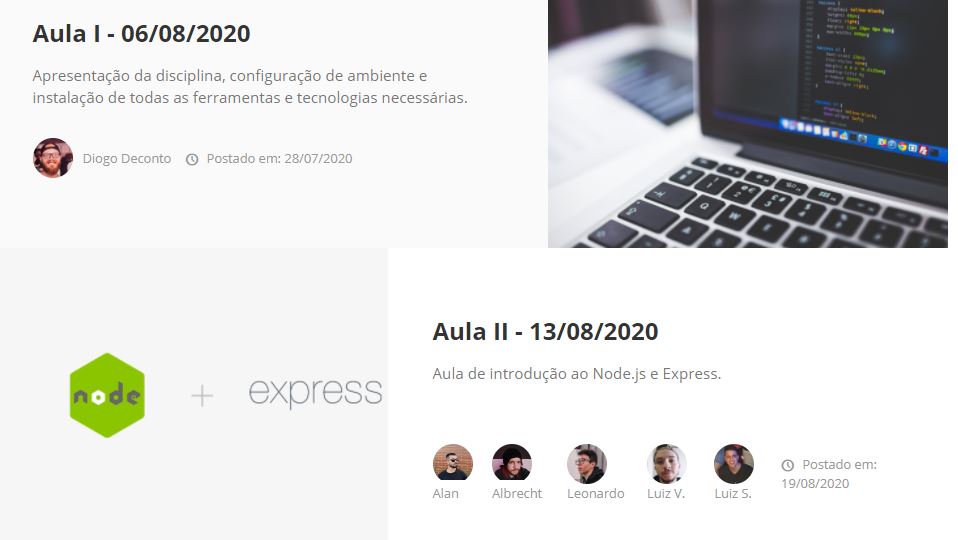 Aula I - 06/08/2020
Apresentação da disciplina, configuração de ambiente e
instalação de todas as ferramentas e tecnologias necessárias.
Diogo Deconto Postado em: 28/07/2020
Aula II - 13/08/2020
Aula de introdução ao Node.js e Express.
node + express
Alan Albrecht Leonardo Luiz V. Luiz S.
Postado em:
19/08/2020